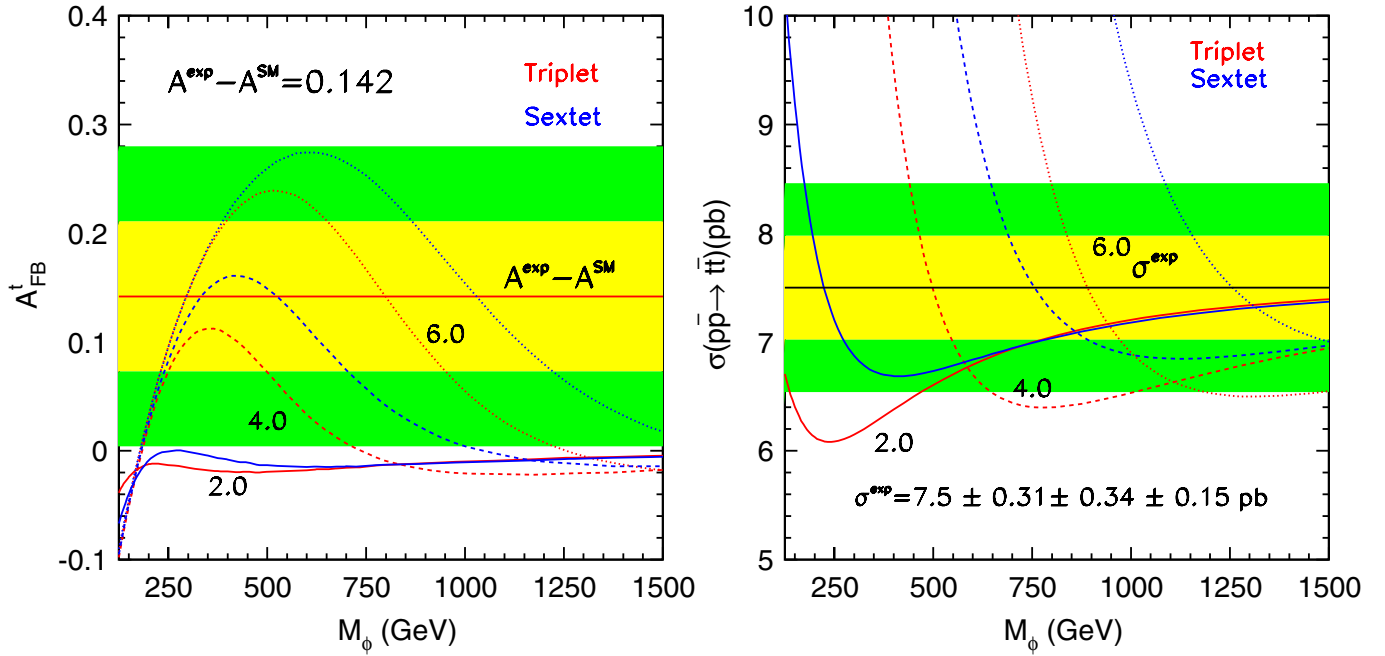 0.4
0.3
0.2
0.1
0
-0.1
A^t_FB
A^exp−A^SM=0.142
Triplet
Sextet
A^exp−A^SM
6.0
4.0
2.0
250 500 750 1000 1250 1500
M_ϕ (GeV)
10
9
8
7
6
5
σ(pp̄→ tt̄)(pb)
Triplet
Sextet
6.0
σ^exp
4.0
2.0
σ^exp=7.5 ± 0.31± 0.34 ± 0.15 pb
250 500 750 1000 1250 1500
M_ϕ (GeV)